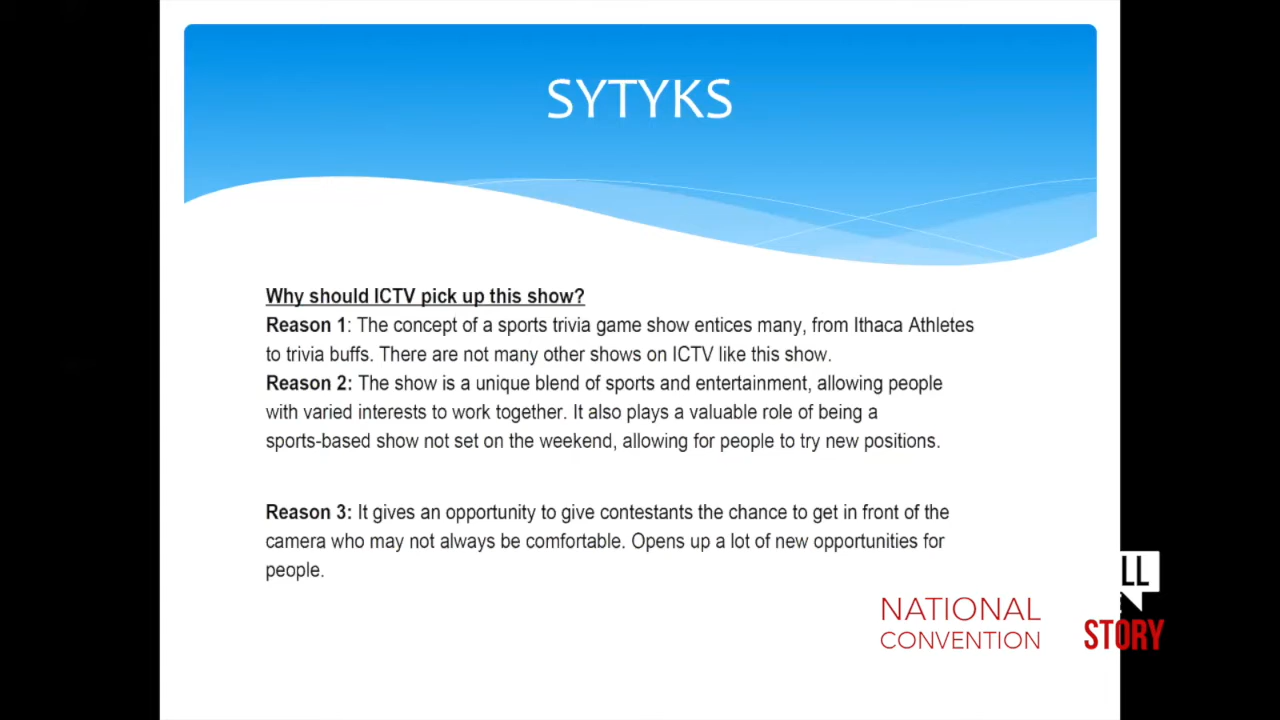 SYTYKS
Why should ICTV pick up this show?
Reason 1: The concept of a sports trivia game show entices many, from Ithaca Athletes
to trivia buffs. There are not many other shows on ICTV like this show.
Reason 2: The show is a unique blend of sports and entertainment, allowing people
with varied interests to work together. It also plays a valuable role of being a
sports-based show not set on the weekend, allowing for people to try new positions.
Reason 3: It gives an opportunity to give contestants the chance to get in front of the
camera who may not always be comfortable. Opens up a lot of new opportunities for
people.
NATIONAL
CONVENTION
LL
STORY